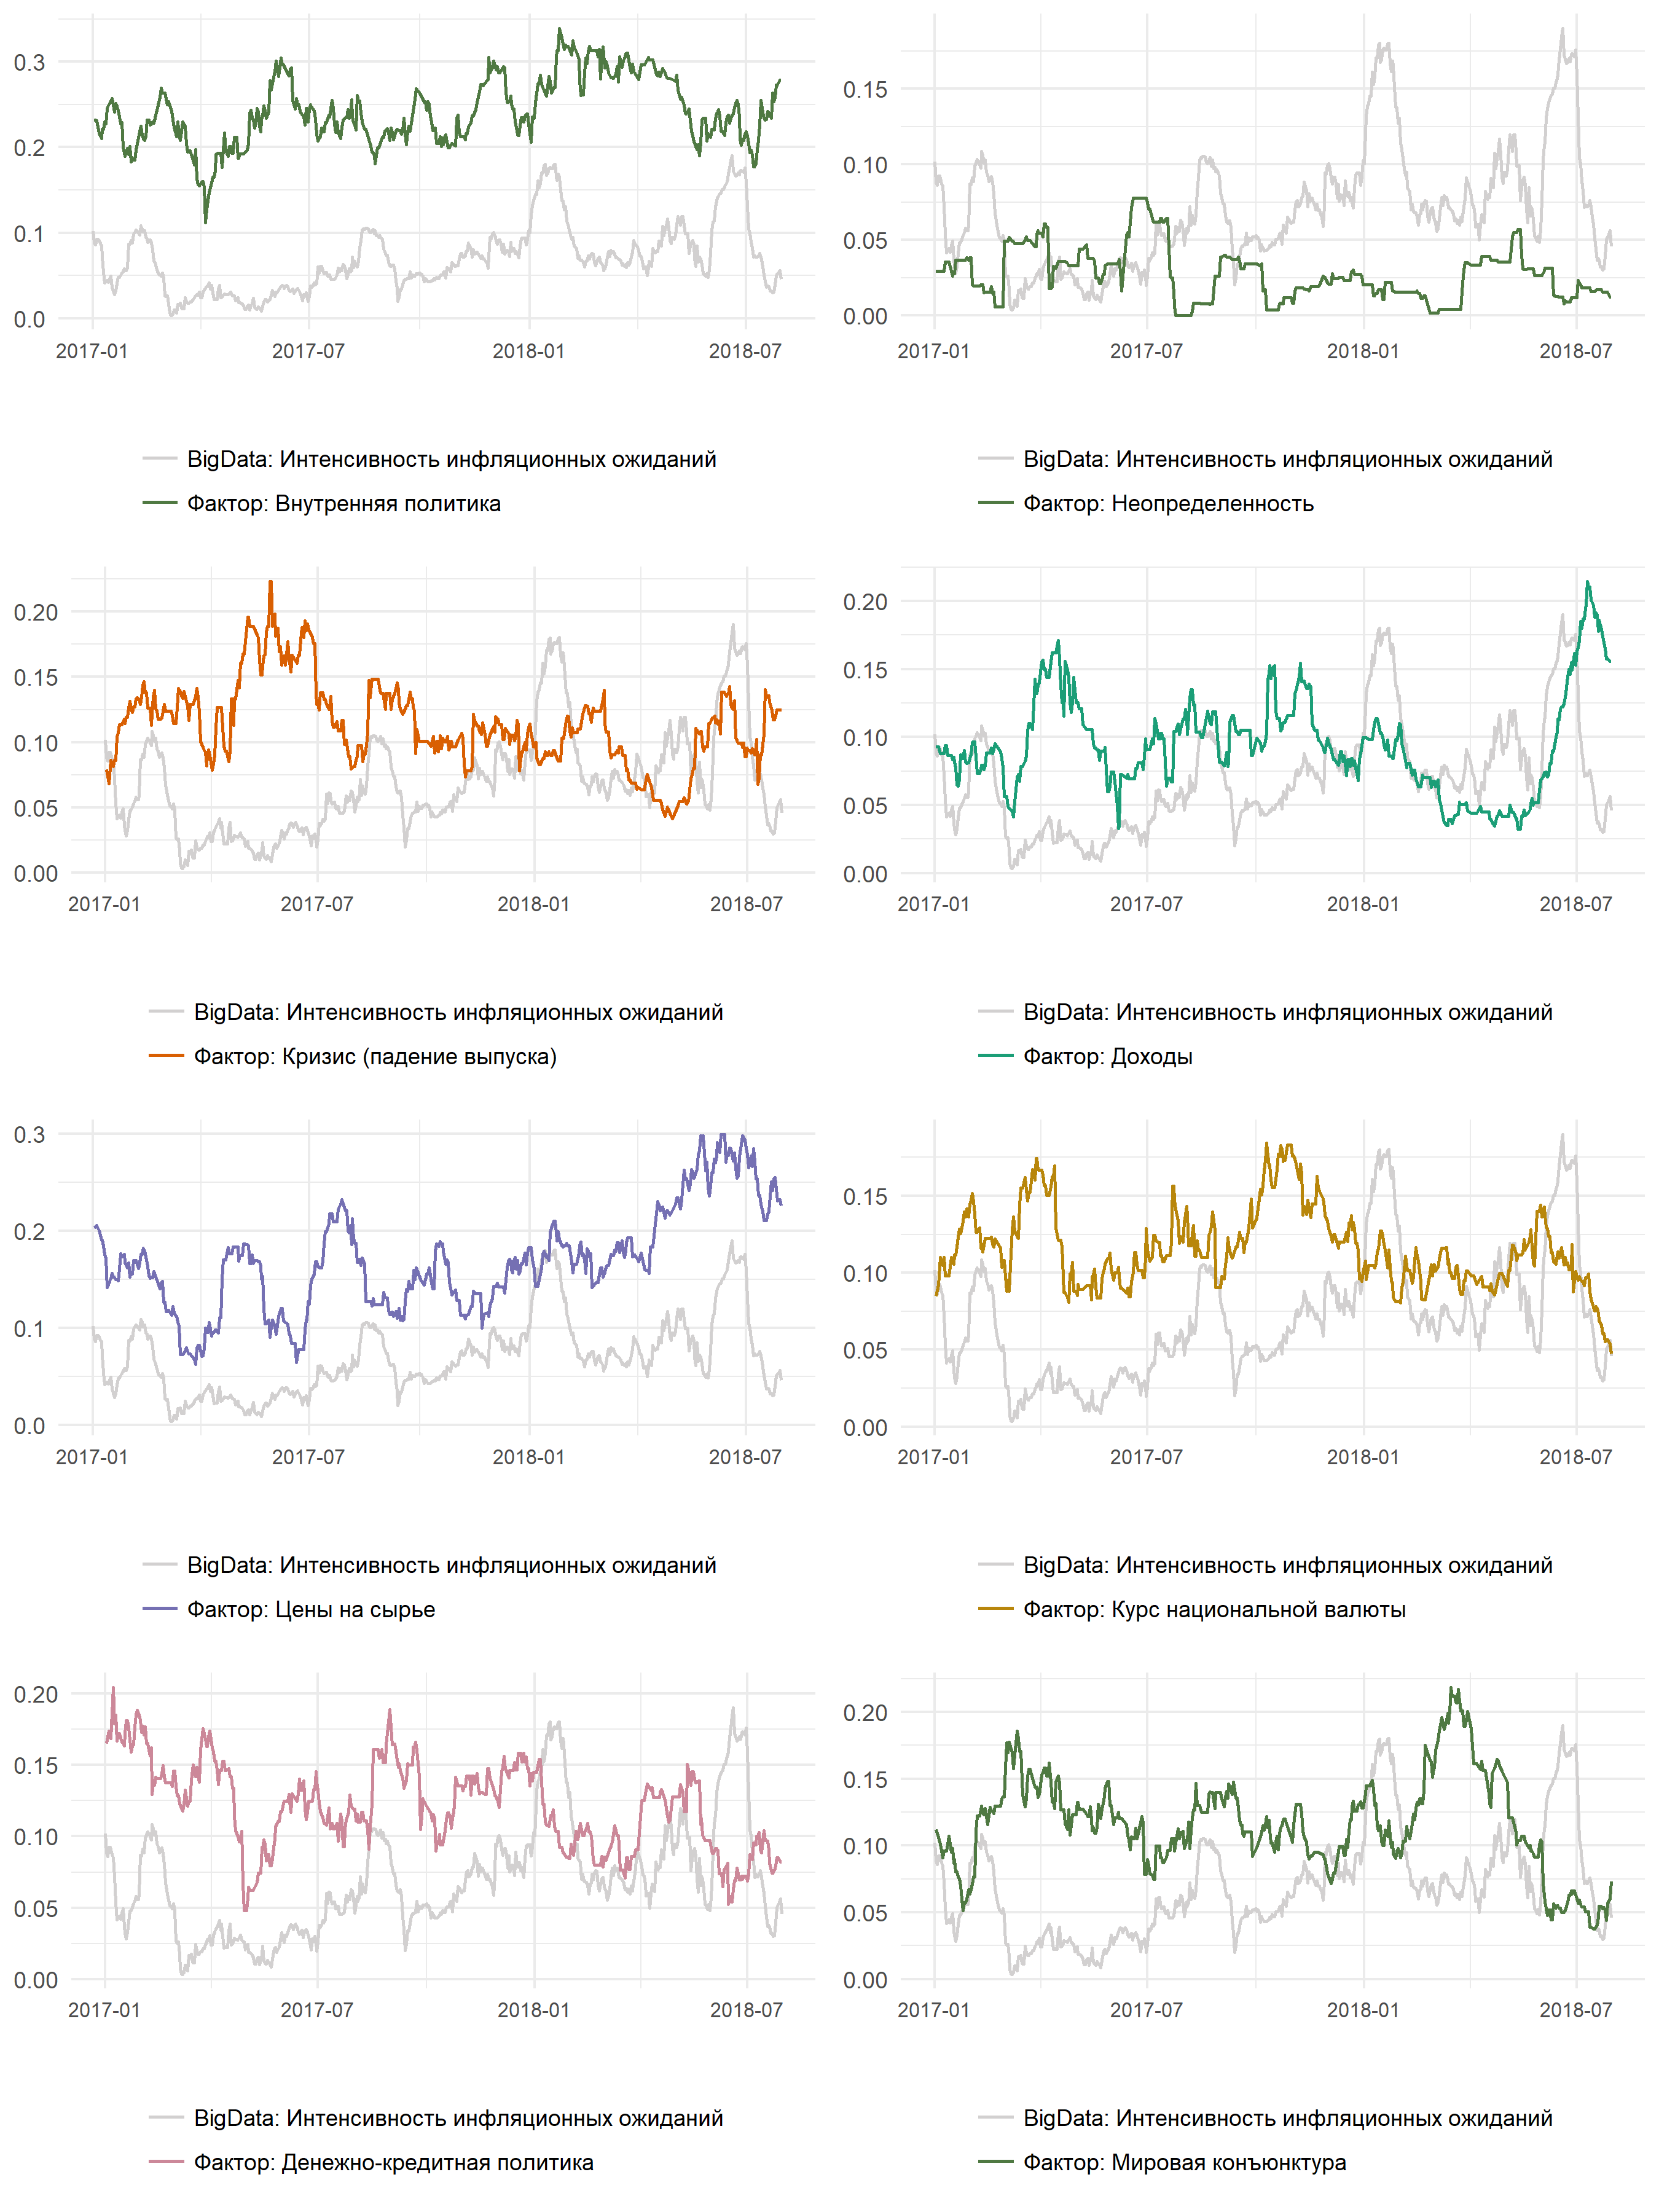 0.3
0.2
0.1
0.0
2017-01 2017-07 2018-01 2018-07
BigData: Интенсивность инфляционных ожиданий
Фактор: Внутренняя политика
0.15
0.10
0.05
0.00
2017-01 2017-07 2018-01 2018-07
BigData: Интенсивность инфляционных ожиданий
Фактор: Неопределенность
0.20
0.15
0.10
0.05
0.00
2017-01 2017-07 2018-01 2018-07
BigData: Интенсивность инфляционных ожиданий
Фактор: Кризис (падение выпуска)
0.20
0.15
0.10
0.05
0.00
2017-01 2017-07 2018-01 2018-07
BigData: Интенсивность инфляционных ожиданий
Фактор: Доходы
0.3
0.2
0.1
0.0
2017-01 2017-07 2018-01 2018-07
BigData: Интенсивность инфляционных ожиданий
Фактор: Цены на сырье
0.15
0.10
0.05
0.00
2017-01 2017-07 2018-01 2018-07
BigData: Интенсивность инфляционных ожиданий
Фактор: Курс национальной валюты
0.20
0.15
0.10
0.05
0.00
2017-01 2017-07 2018-01 2018-07
BigData: Интенсивность инфляционных ожиданий
Фактор: Денежно-кредитная политика
0.20
0.15
0.10
0.05
0.00
2017-01 2017-07 2018-01 2018-07
BigData: Интенсивность инфляционных ожиданий
Фактор: Мировая конъюнктура